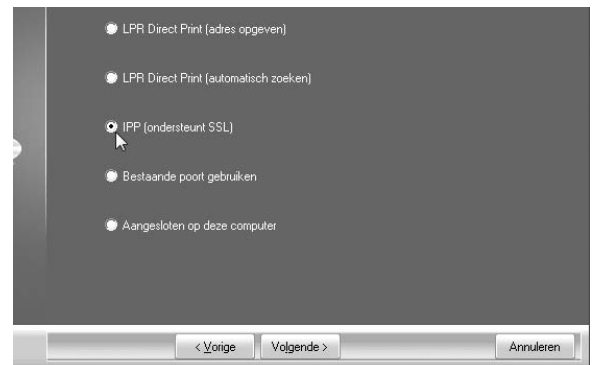 LPR Direct Print (adres opgeven)
LPR Direct Print (automatisch zoeken)
IPP (ondersteunt SSL)
Bestaande poort gebruiken
Aangesloten op deze computer
< Vorige Volgende > Annuleren